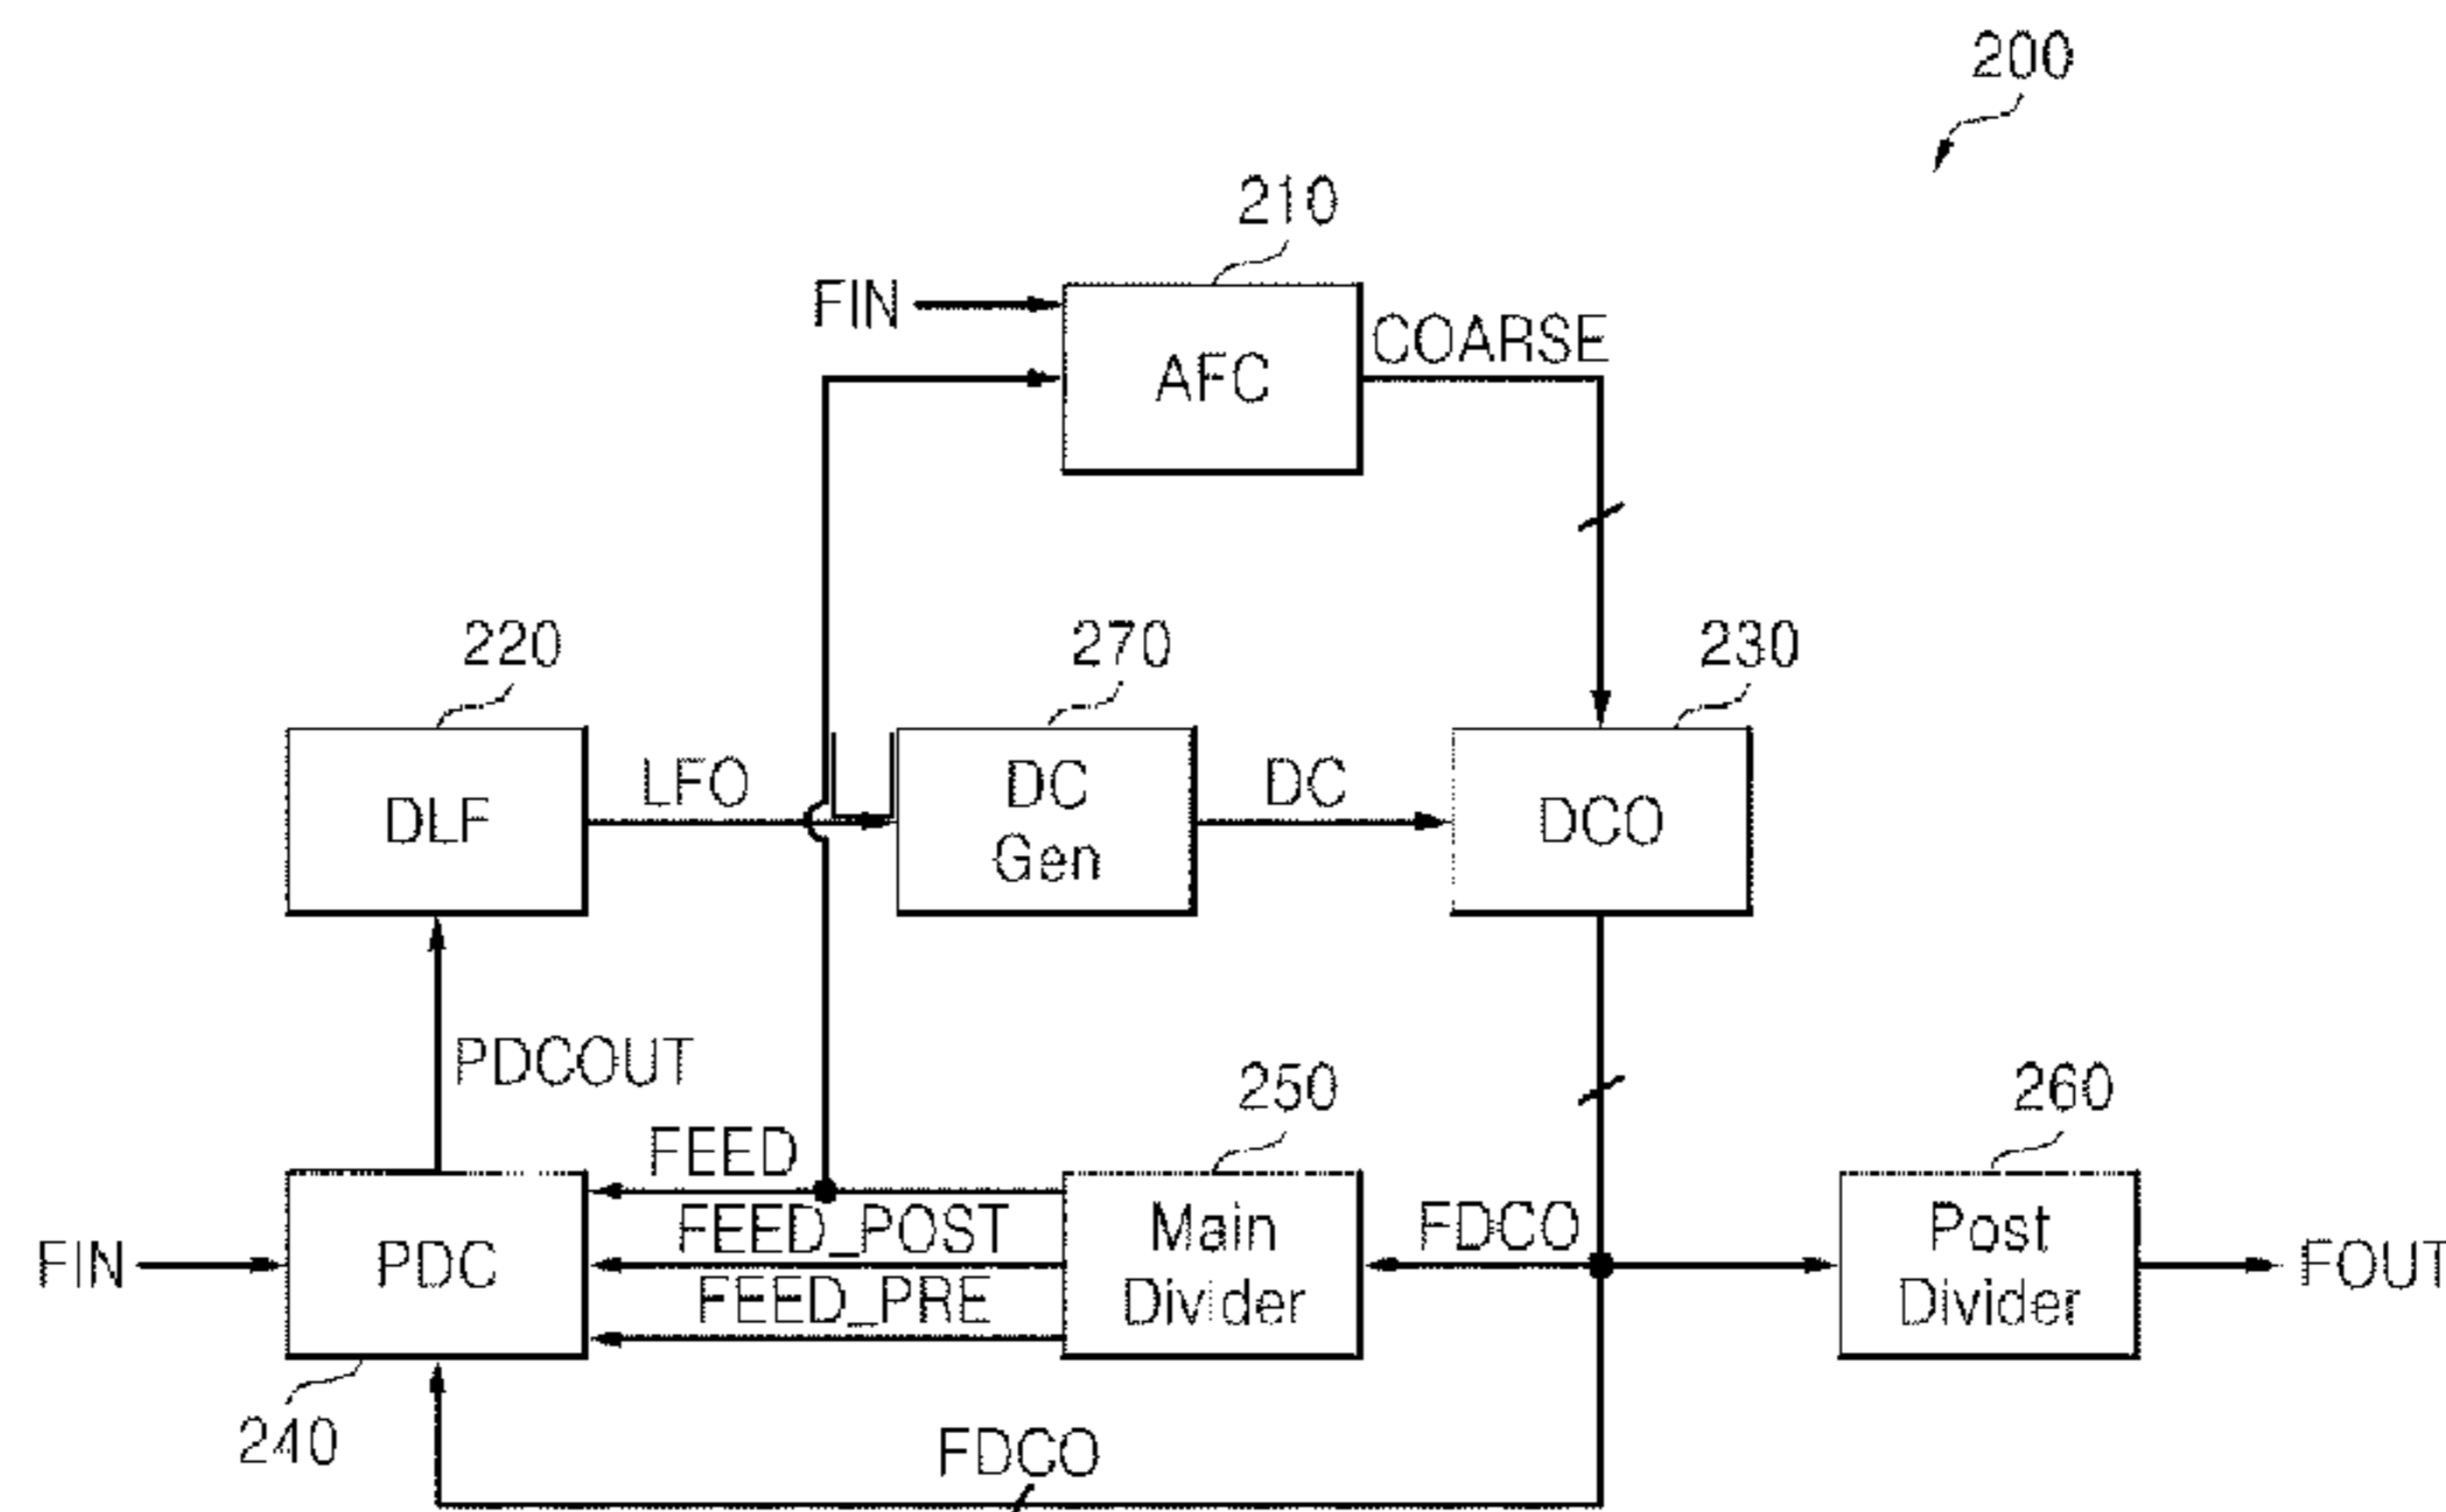 200
210
FIN
COARSE
AFC
220
270
230
LFO
DC
DLF
DC
Gen
DCO
PDCOUT
250
260
FEED
FEED_POST
FDCO
Main
Divider
Post
Divider
FIN
PDC
FEED_PRE
FOUT
240
FDCO